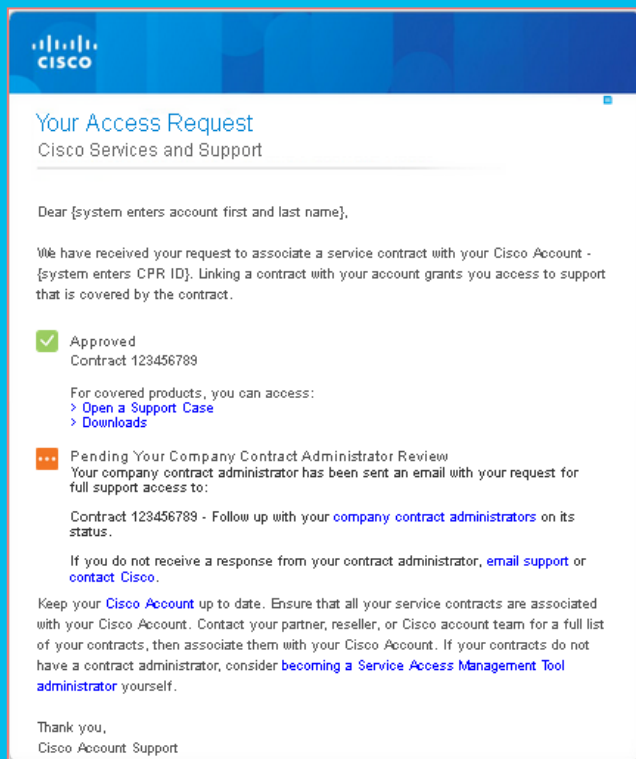 CISCO
Your Access Request
Cisco Services and Support
Dear {system enters account first and last name},
We have received your request to associate a service contract with your Cisco Account -
{system enters CPR ID}. Linking a contract with your account grants you access to support
that is covered by the contract.
Approved
Contract 123456789
For covered products, you can access:
> Open a Support Case
> Downloads
Pending Your Company Contract Administrator Review
Your company contract administrator has been sent an email with your request for
full support access to:
Contract 123456789 - Follow up with your company contract administrators on its
status.
If you do not receive a response from your contract administrator, email support or
contact Cisco.
Keep your Cisco Account up to date. Ensure that all your service contracts are associated
with your Cisco Account. Contact your partner, reseller, or Cisco account team for a full list
of your contracts, then associate them with your Cisco Account. If your contracts do not
have a contract administrator, consider becoming a Service Access Management Tool
administrator yourself.
Thank you,
Cisco Account Support